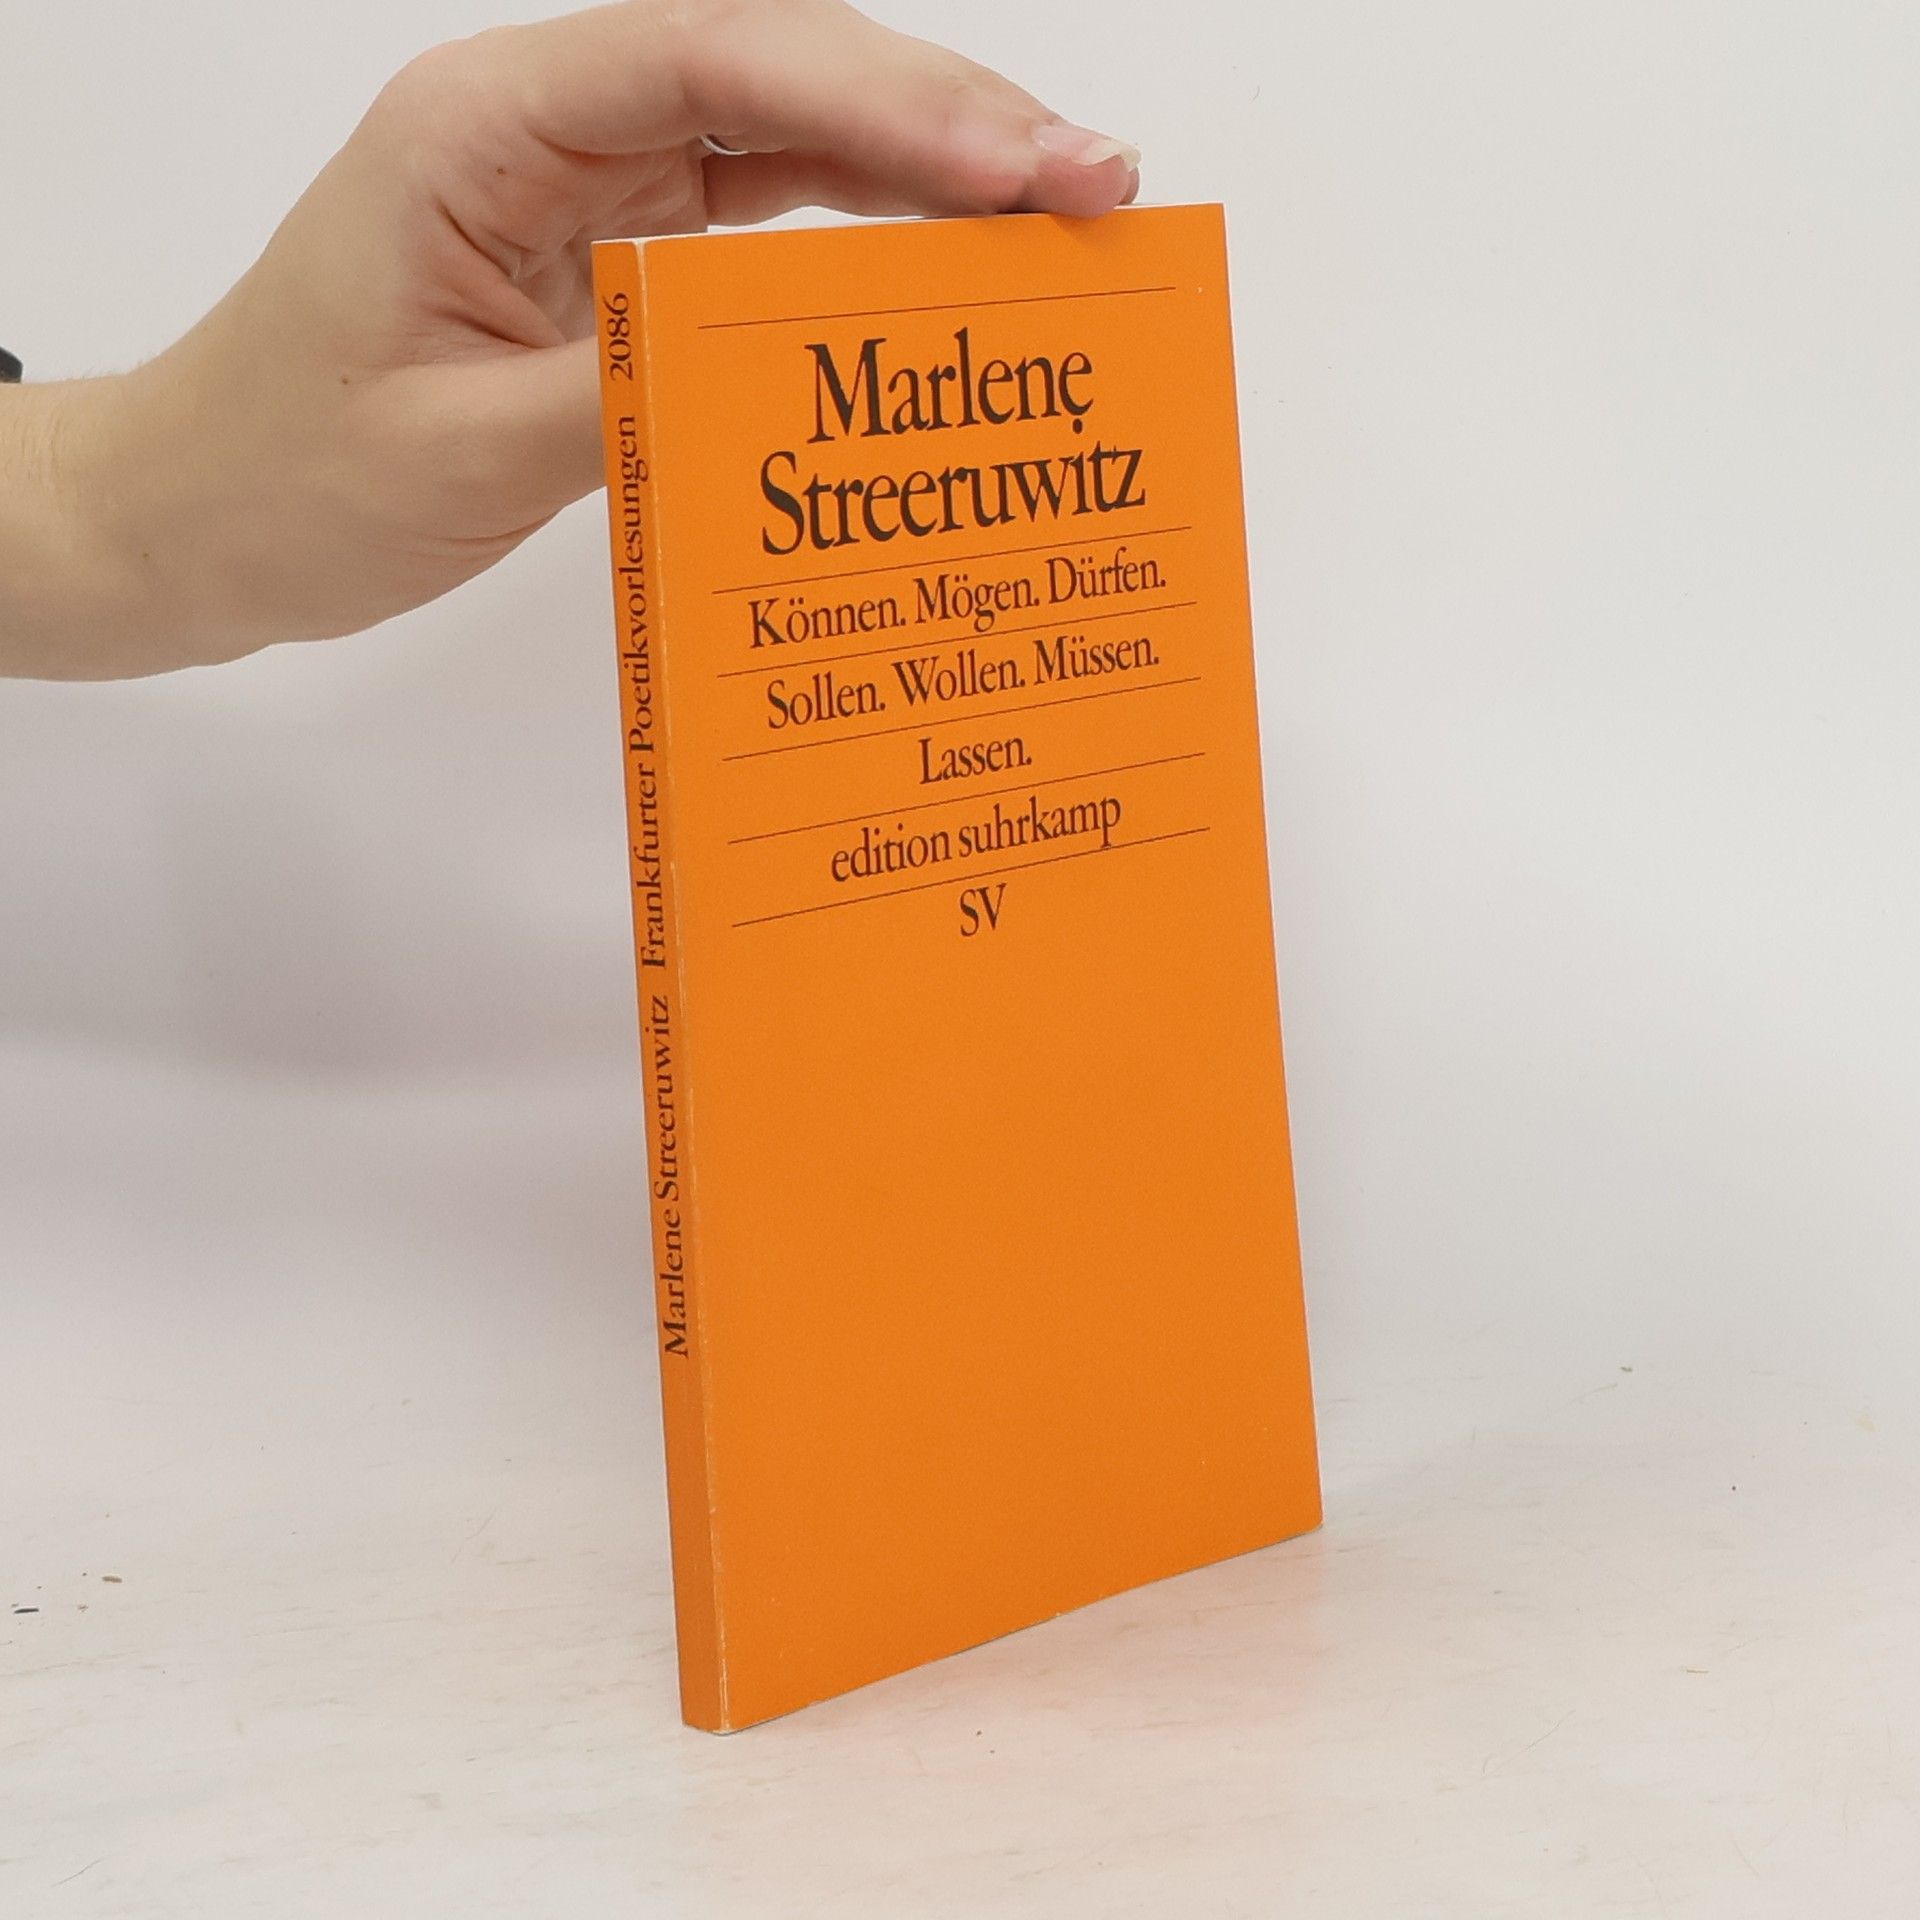 Marlene Streeruwitz Frankfurter Poetikvorlesungen 2086
Marlene
Streeruwitz
Können. Mögen. Dürfen.
Sollen. Wollen. Müssen.
Lassen.
edition suhrkamp
SV